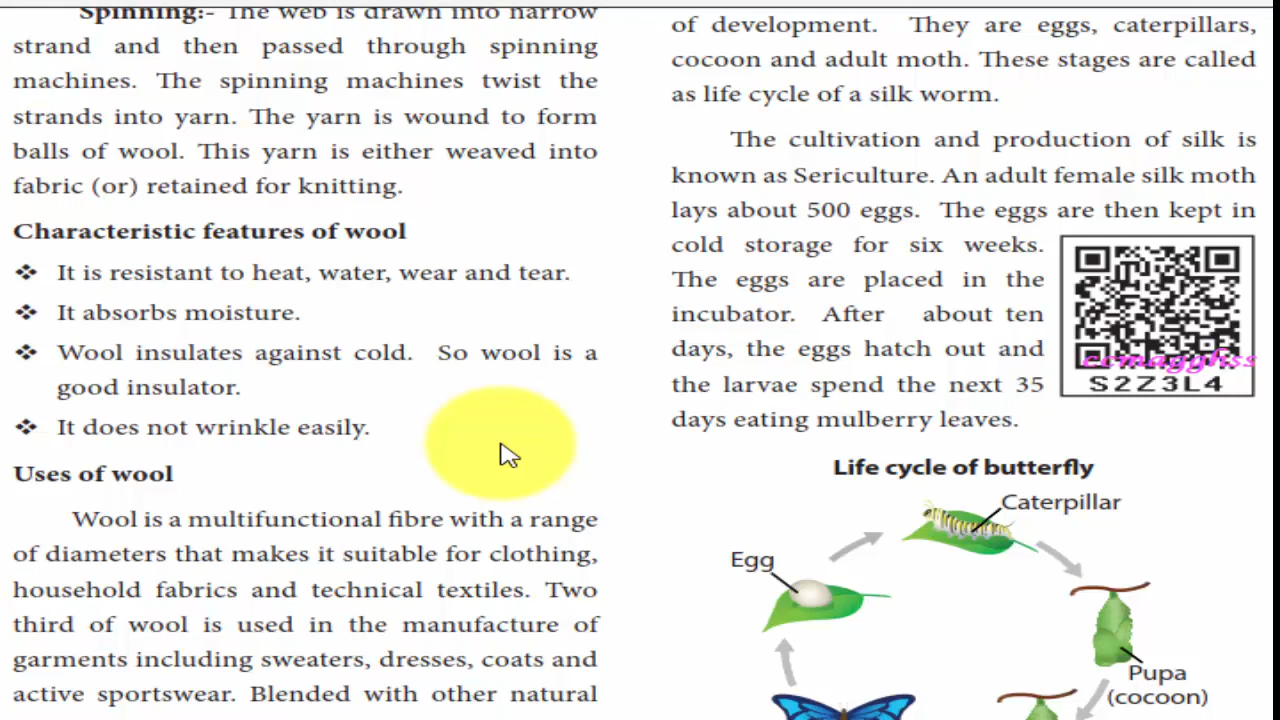 Spinning:- The web is drawn into narrow
strand and then passed through spinning
machines. The spinning machines twist the
strands into yarn. The yarn is wound to form
balls of wool. This yarn is either weaved into
fabric (or) retained for knitting.
Characteristic features of wool
❖ It is resistant to heat, water, wear and tear.
❖ It absorbs moisture.
❖ Wool insulates against cold. So wool is a
good insulator.
❖ It does not wrinkle easily.
Uses of wool
Wool is a multifunctional fibre with a range
of diameters that makes it suitable for clothing,
household fabrics and technical textiles. Two
third of wool is used in the manufacture of
garments including sweaters, dresses, coats and
active sportswear. Blended with other natural
of development. They are eggs, caterpillars,
cocoon and adult moth. These stages are called
as life cycle of a silk worm.
The cultivation and production of silk is
known as Sericulture. An adult female silk moth
lays about 500 eggs. The eggs are then kept in
cold storage for six weeks.
The eggs are placed in the
incubator. After about ten
days, the eggs hatch out and
the larvae spend the next 35
days eating mulberry leaves.
S2Z3L4
Life cycle of butterfly
Caterpillar
Egg
Pupa
(cocoon)